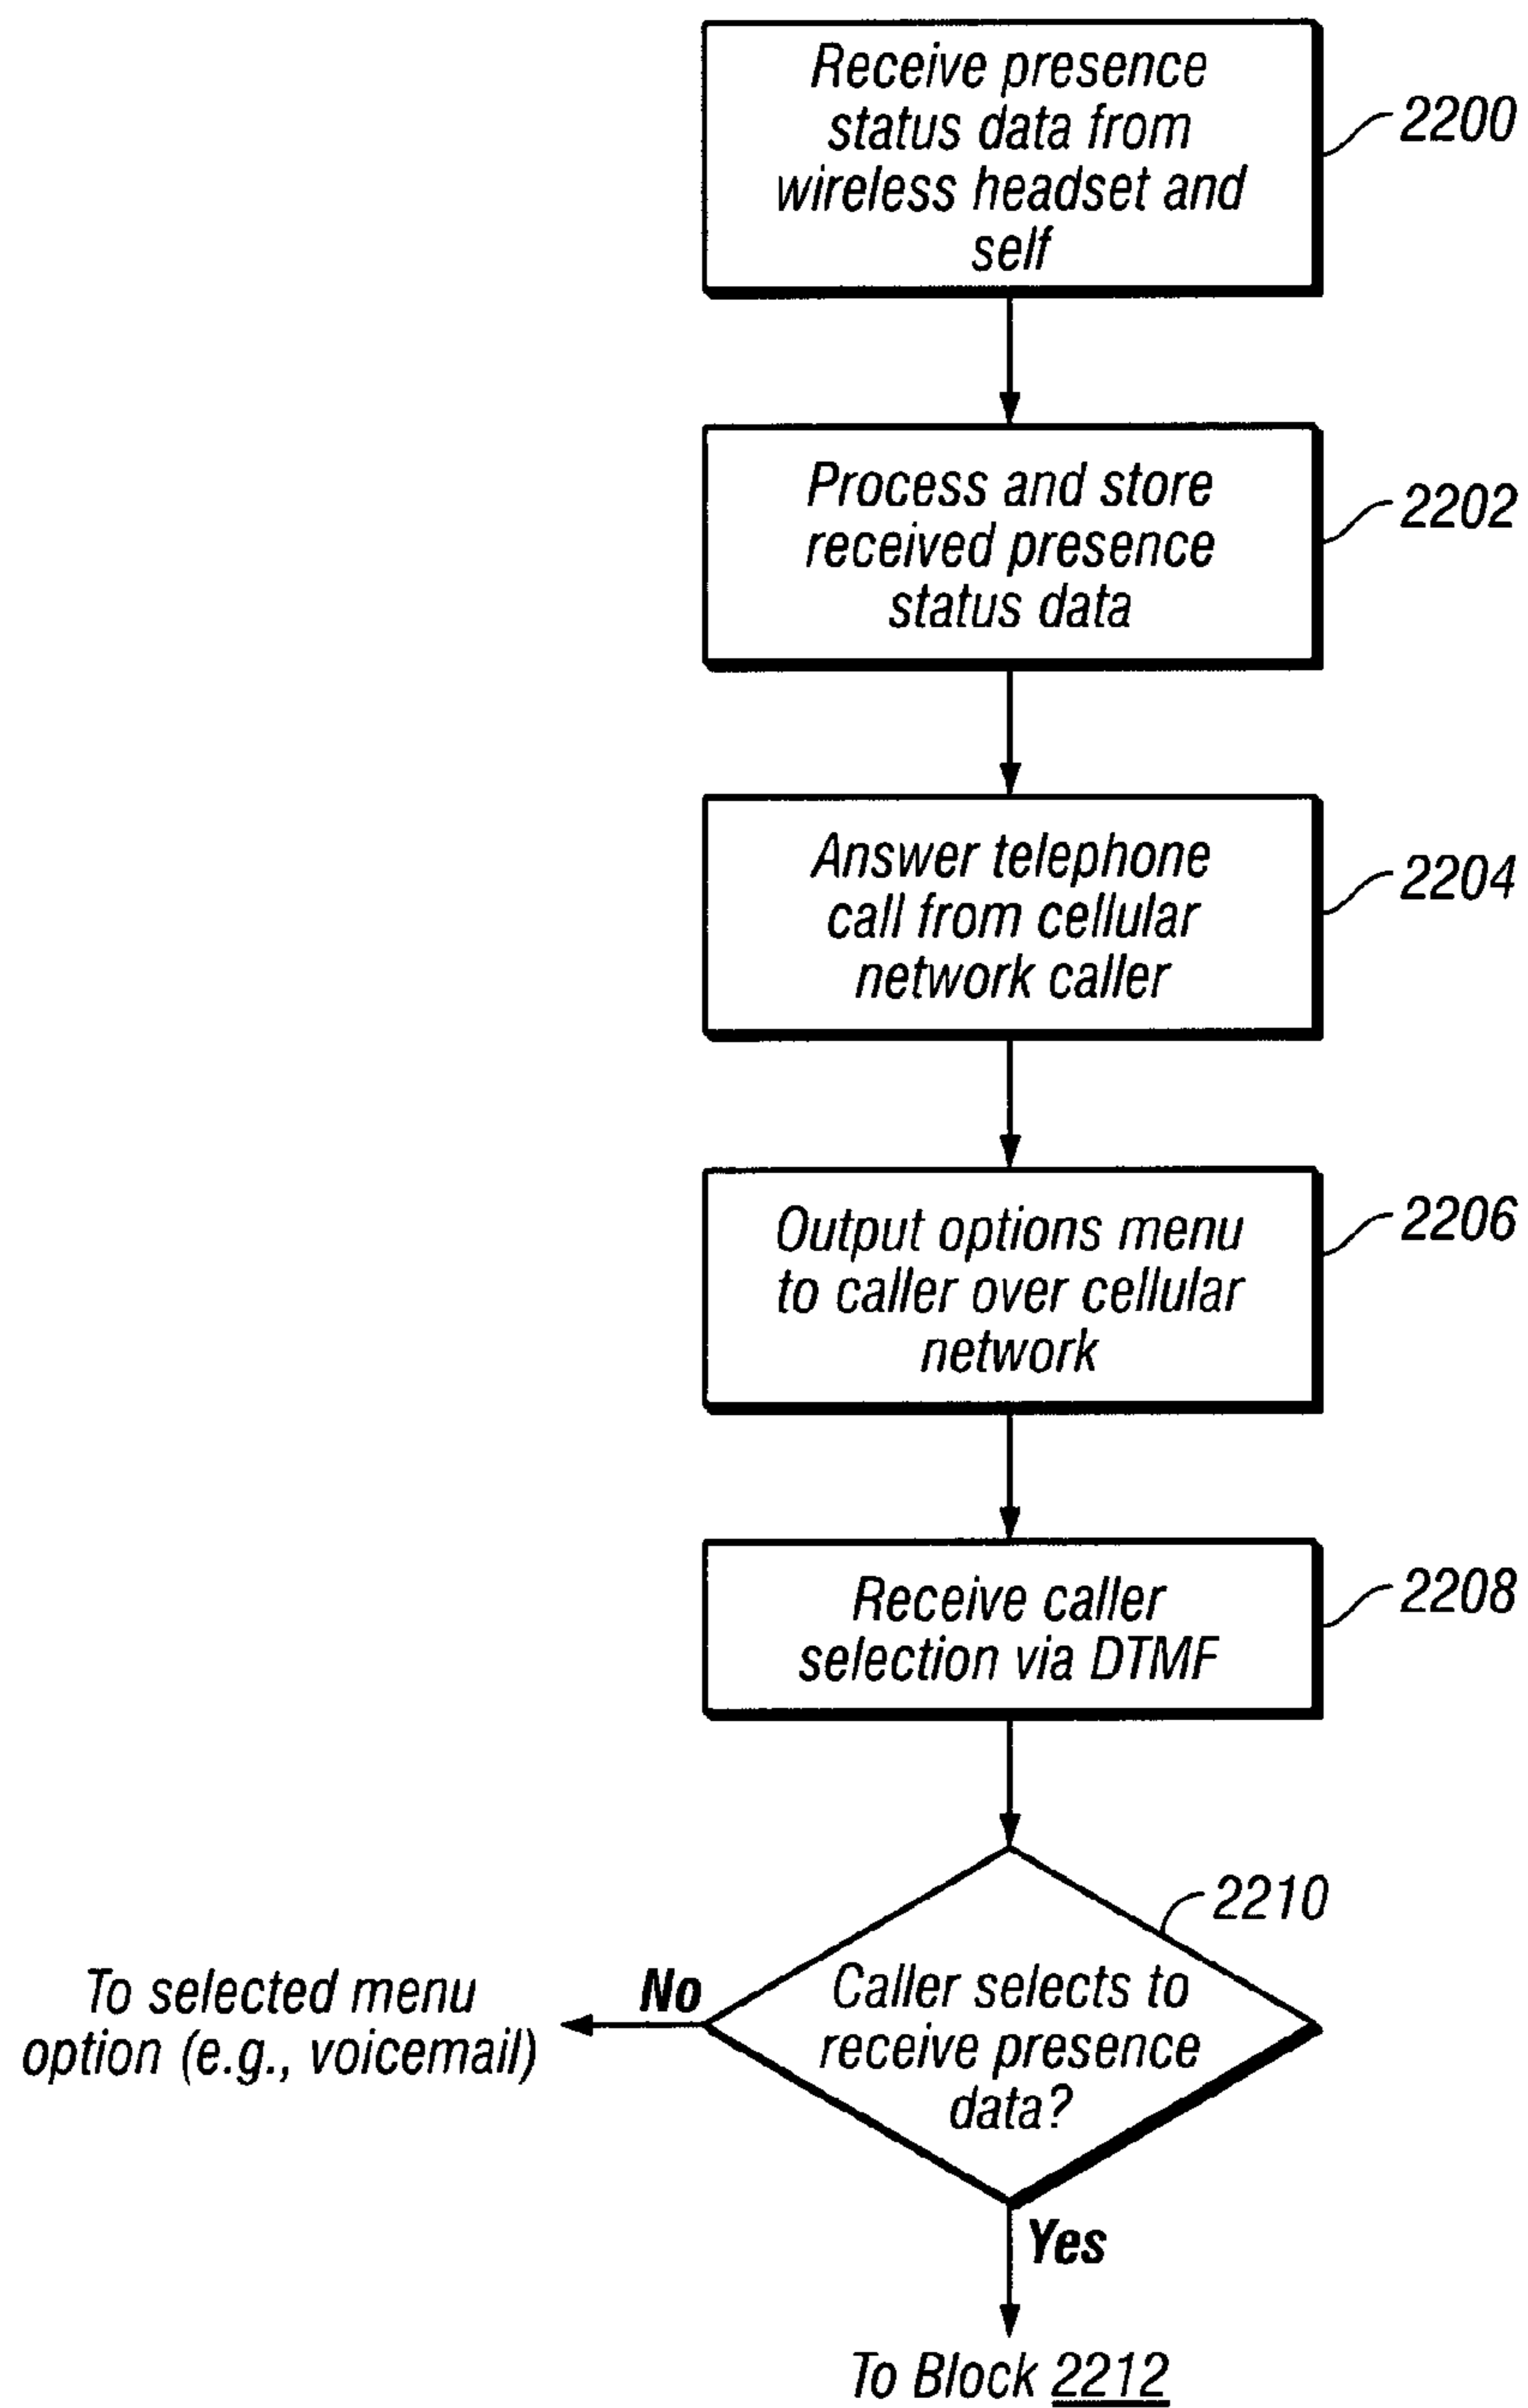 Receive presence
status data from
wireless headset and
self
2200
Process and store
received presence
status data
2202
Answer telephone
call from cellular
network caller
2204
Output options menu
to caller over cellular
network
2206
Receive caller
selection via DTMF
2208
2210
Caller selects to
receive presence
data?
No
To selected menu
option (e.g., voicemail)
Yes
To Block 2212